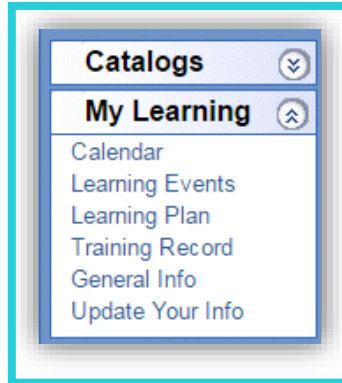 Catalogs
My Learning
Calendar
Learning Events
Learning Plan
Training Record
General Info
Update Your Info